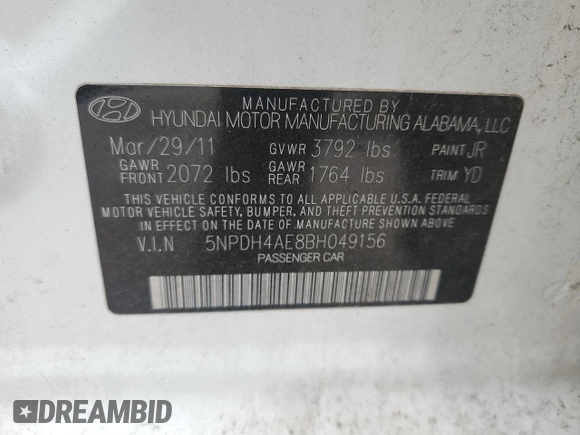 MANUFACTURED BY
HYUNDAI MOTOR MANUFACTURING ALABAMA, LLC
Mar/29/11 GVWR 3792 lbs PAINT JR
GAWR FRONT 2072 lbs GAWR REAR 1764 lbs TRIM YD
THIS VEHICLE CONFORMS TO ALL APPLICABLE U.S.A. FEDERAL
MOTOR VEHICLE SAFETY, BUMPER, AND THEFT PREVENTION STANDARDS
IN EFFECT ON THE DATE OF MANUFACTURE SHOWN ABOVE
V.I.N 5NPDH4AE8BH049156
PASSENGER CAR
DREAMBID